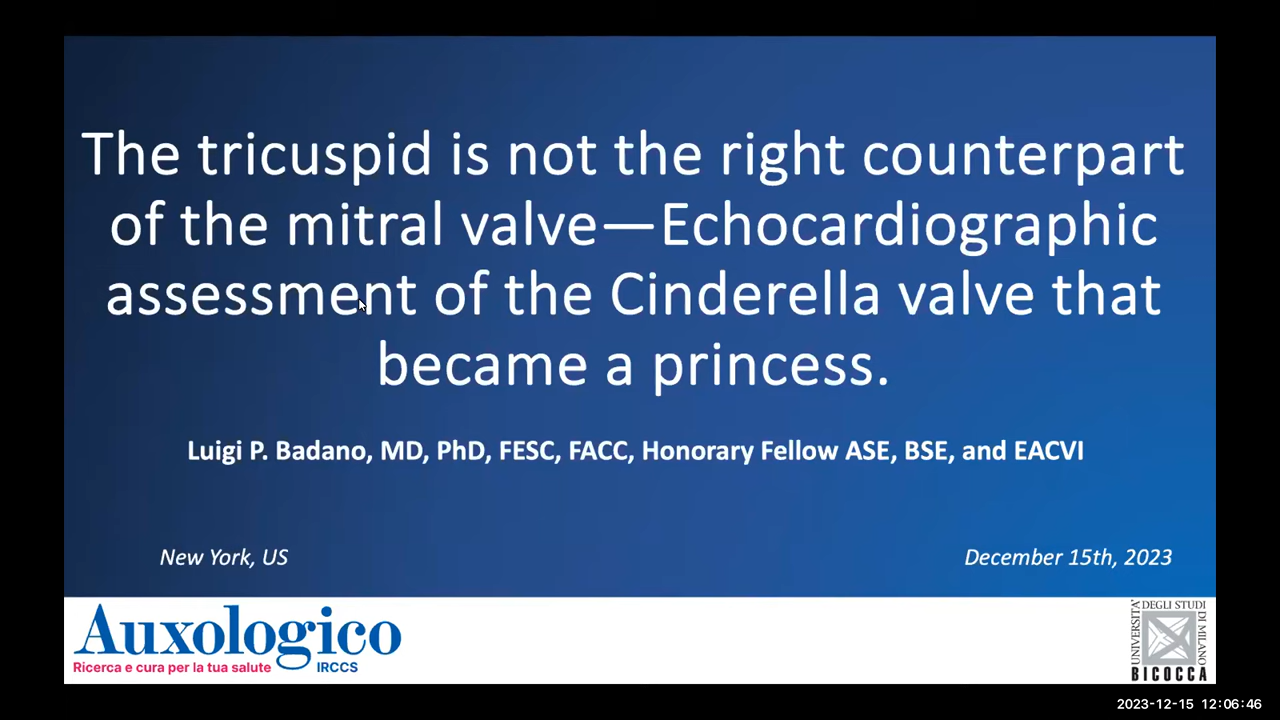 The tricuspid is not the right counterpart
of the mitral valve—Echocardiographic
assessment of the Cinderella valve that
became a princess.
Luigi P. Badano, MD, PhD, FESC, FACC, Honorary Fellow ASE, BSE, and EACVI
New York, US
December 15th, 2023
Auxologico
Ricerca e cura per la tua salute
IRCCS
UNIVERSITA'
DEGLI STUDI
DI MILANO
BICOCCA
2023-12-15 12:06:46